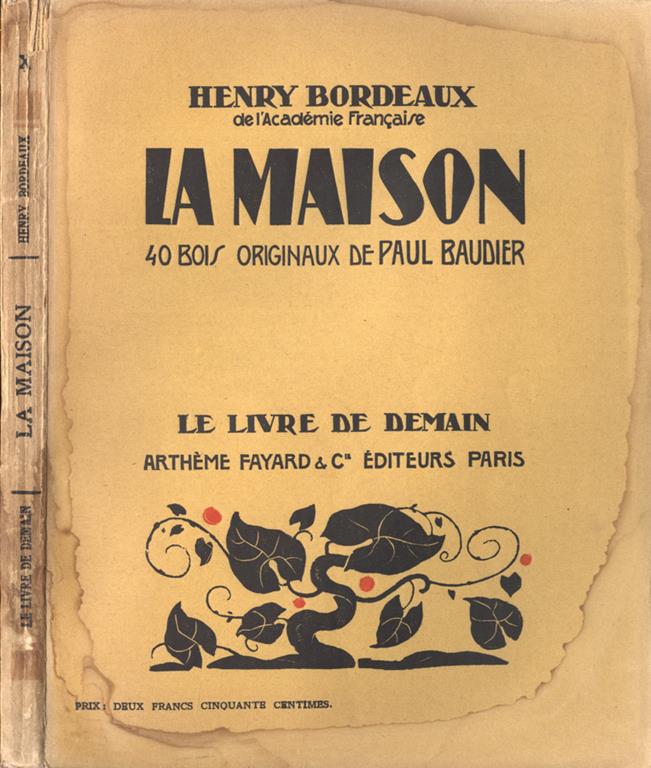 HENRY BORDEAUX
de l'Académie Française
LA MAISON
40 BOIS ORIGINAUX DE PAUL BAUDIER
LE LIVRE DE DEMAIN
ARTHÈME FAYARD & Cie ÉDITEURS PARIS
PRIX : DEUX FRANCS CINQUANTE CENTIMES.
LE LIVRE DE DEMAIN
LA MAISON
HENRY BORDEAUX
X